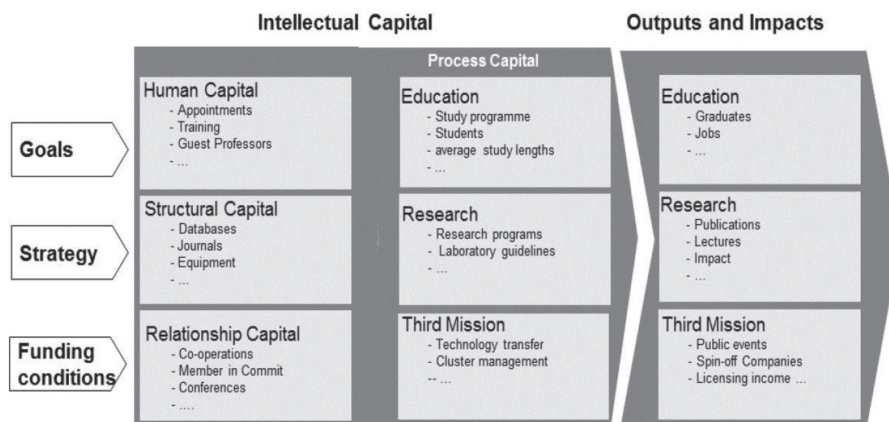 Intellectual Capital
Outputs and Impacts
Process Capital
Goals
Strategy
Funding
conditions
Human Capital
- Appointments
- Training
- Guest Professors
- ...
Structural Capital
- Databases
- Journals
- Equipment
- ...
Relationship Capital
- Co-operations
- Member in Commit
- Conferences
- ....
Education
- Study programme
- Students
- average study lengths
- ...
Research
- Research programs
- Laboratory guidelines
- ...
Third Mission
- Technology transfer
- Cluster management
-- ...
Education
- Graduates
- Jobs
- ...
Research
- Publications
- Lectures
- Impact
- ...
Third Mission
- Public events
- Spin-off Companies
- Licensing income ...